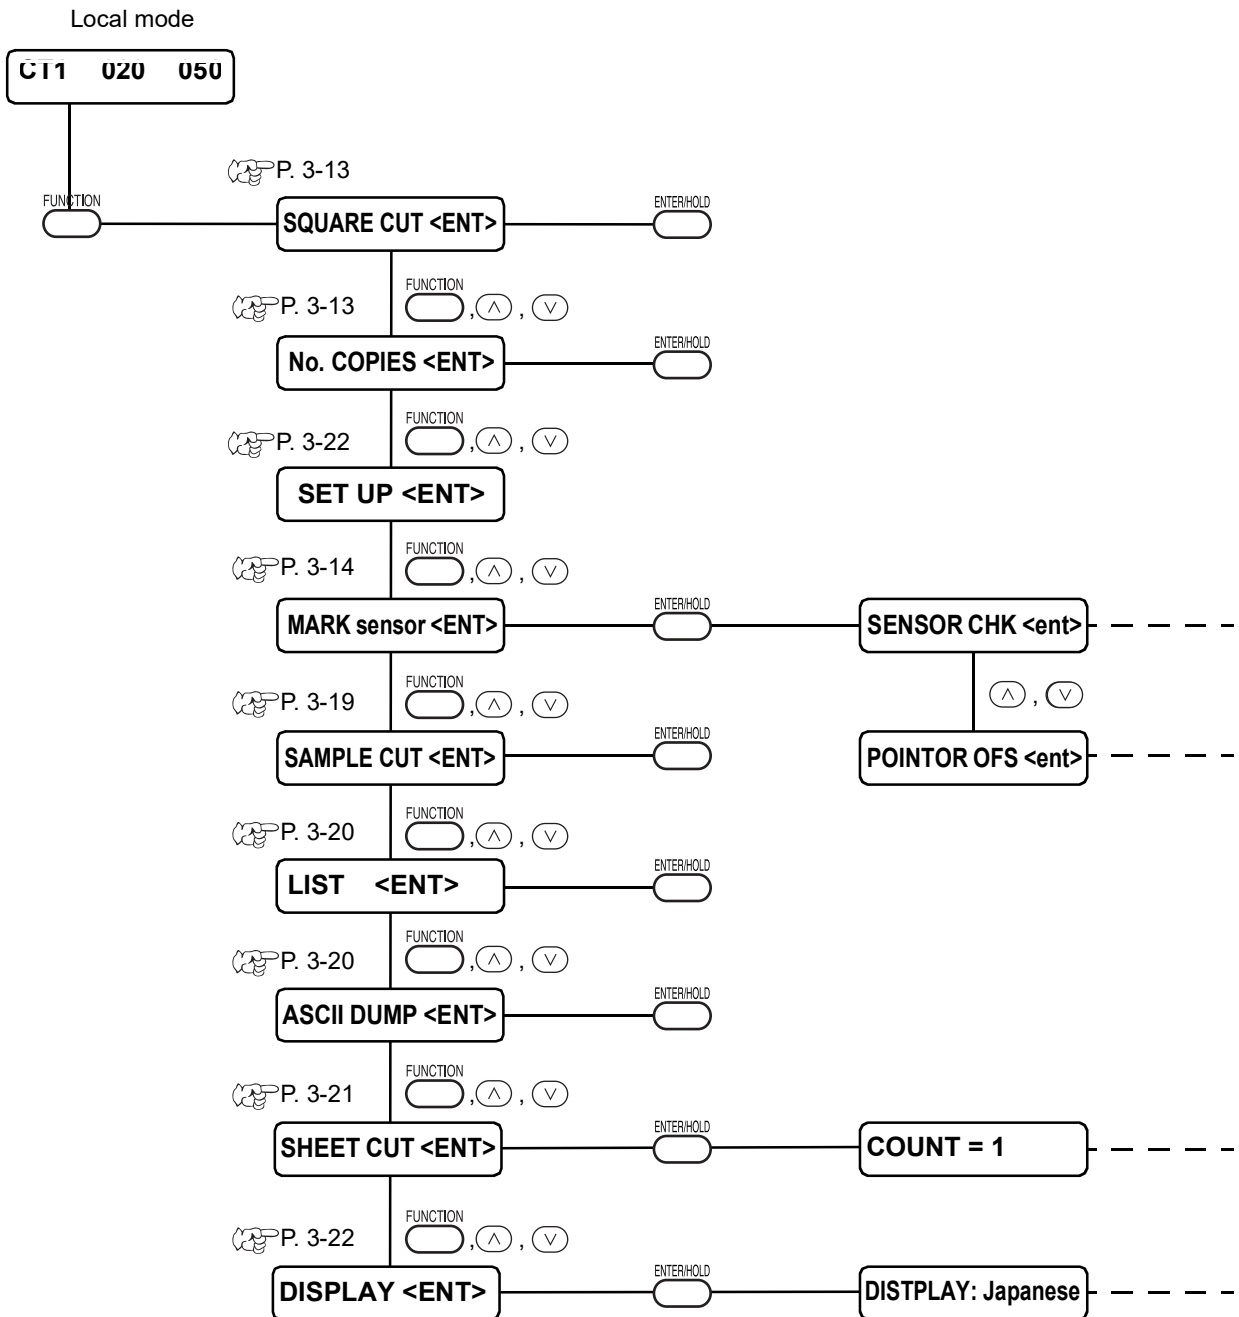 Local mode
CT1 020 050
P. 3-13
FUNCTION
SQUARE CUT <ENT>
ENTER/HOLD
P. 3-13
FUNCTION
, ,
No. COPIES <ENT>
ENTER/HOLD
P. 3-22
FUNCTION
, ,
SET UP <ENT>
P. 3-14
FUNCTION
, ,
MARK sensor <ENT>
ENTER/HOLD
SENSOR CHK <ent>
P. 3-19
FUNCTION
, ,
,
SAMPLE CUT <ENT>
ENTER/HOLD
POINTOR OFS <ent>
P. 3-20
FUNCTION
, ,
LIST <ENT>
ENTER/HOLD
P. 3-20
FUNCTION
, ,
ASCII DUMP <ENT>
ENTER/HOLD
P. 3-21
FUNCTION
, ,
SHEET CUT <ENT>
ENTER/HOLD
COUNT = 1
P. 3-22
FUNCTION
, ,
DISPLAY <ENT>
ENTER/HOLD
DISTPLAY: Japanese